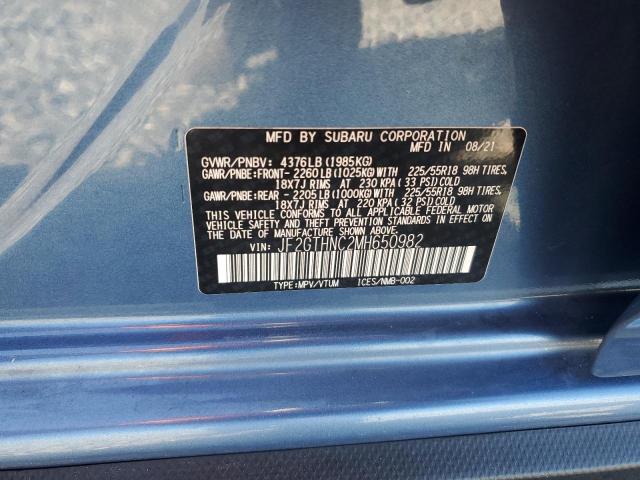 MFD BY SUBARU CORPORATION
MFD IN 08/21
GVWR/PNBV: 4376LB(1985KG)
GAWR/PNBE:FRONT- 2260LB(1025KG)WITH 225/55R18 98H TIRES,
18X7J RIMS AT 230 KPA(33 PSI)COLD
GAWR/PNBE:REAR - 2205LB(1000KG)WITH 225/55R18 98H TIRES,
18X7J RIMS AT 220 KPA(32 PSI)COLD
THIS VEHICLE CONFORMS TO ALL APPLICABLE FEDERAL MOTOR
VEHICLE SAFETY AND THEFT PREVENTION STANDARDS IN EFFECT ON
THE DATE OF MANUFACTURE SHOWN ABOVE.
VIN: JF2GTHNC2MH650982
TYPE:MPV/VTUM ICES/NMB-002